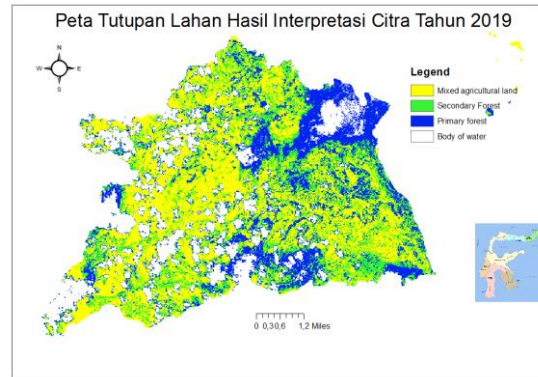 Peta Tutupan Lahan Hasil Interpretasi Citra Tahun 2019
N
W E
S
Legend
Mixed agricultural land
Secondary Forest
Primary forest
Body of water
0 0,30,6 1,2 Miles